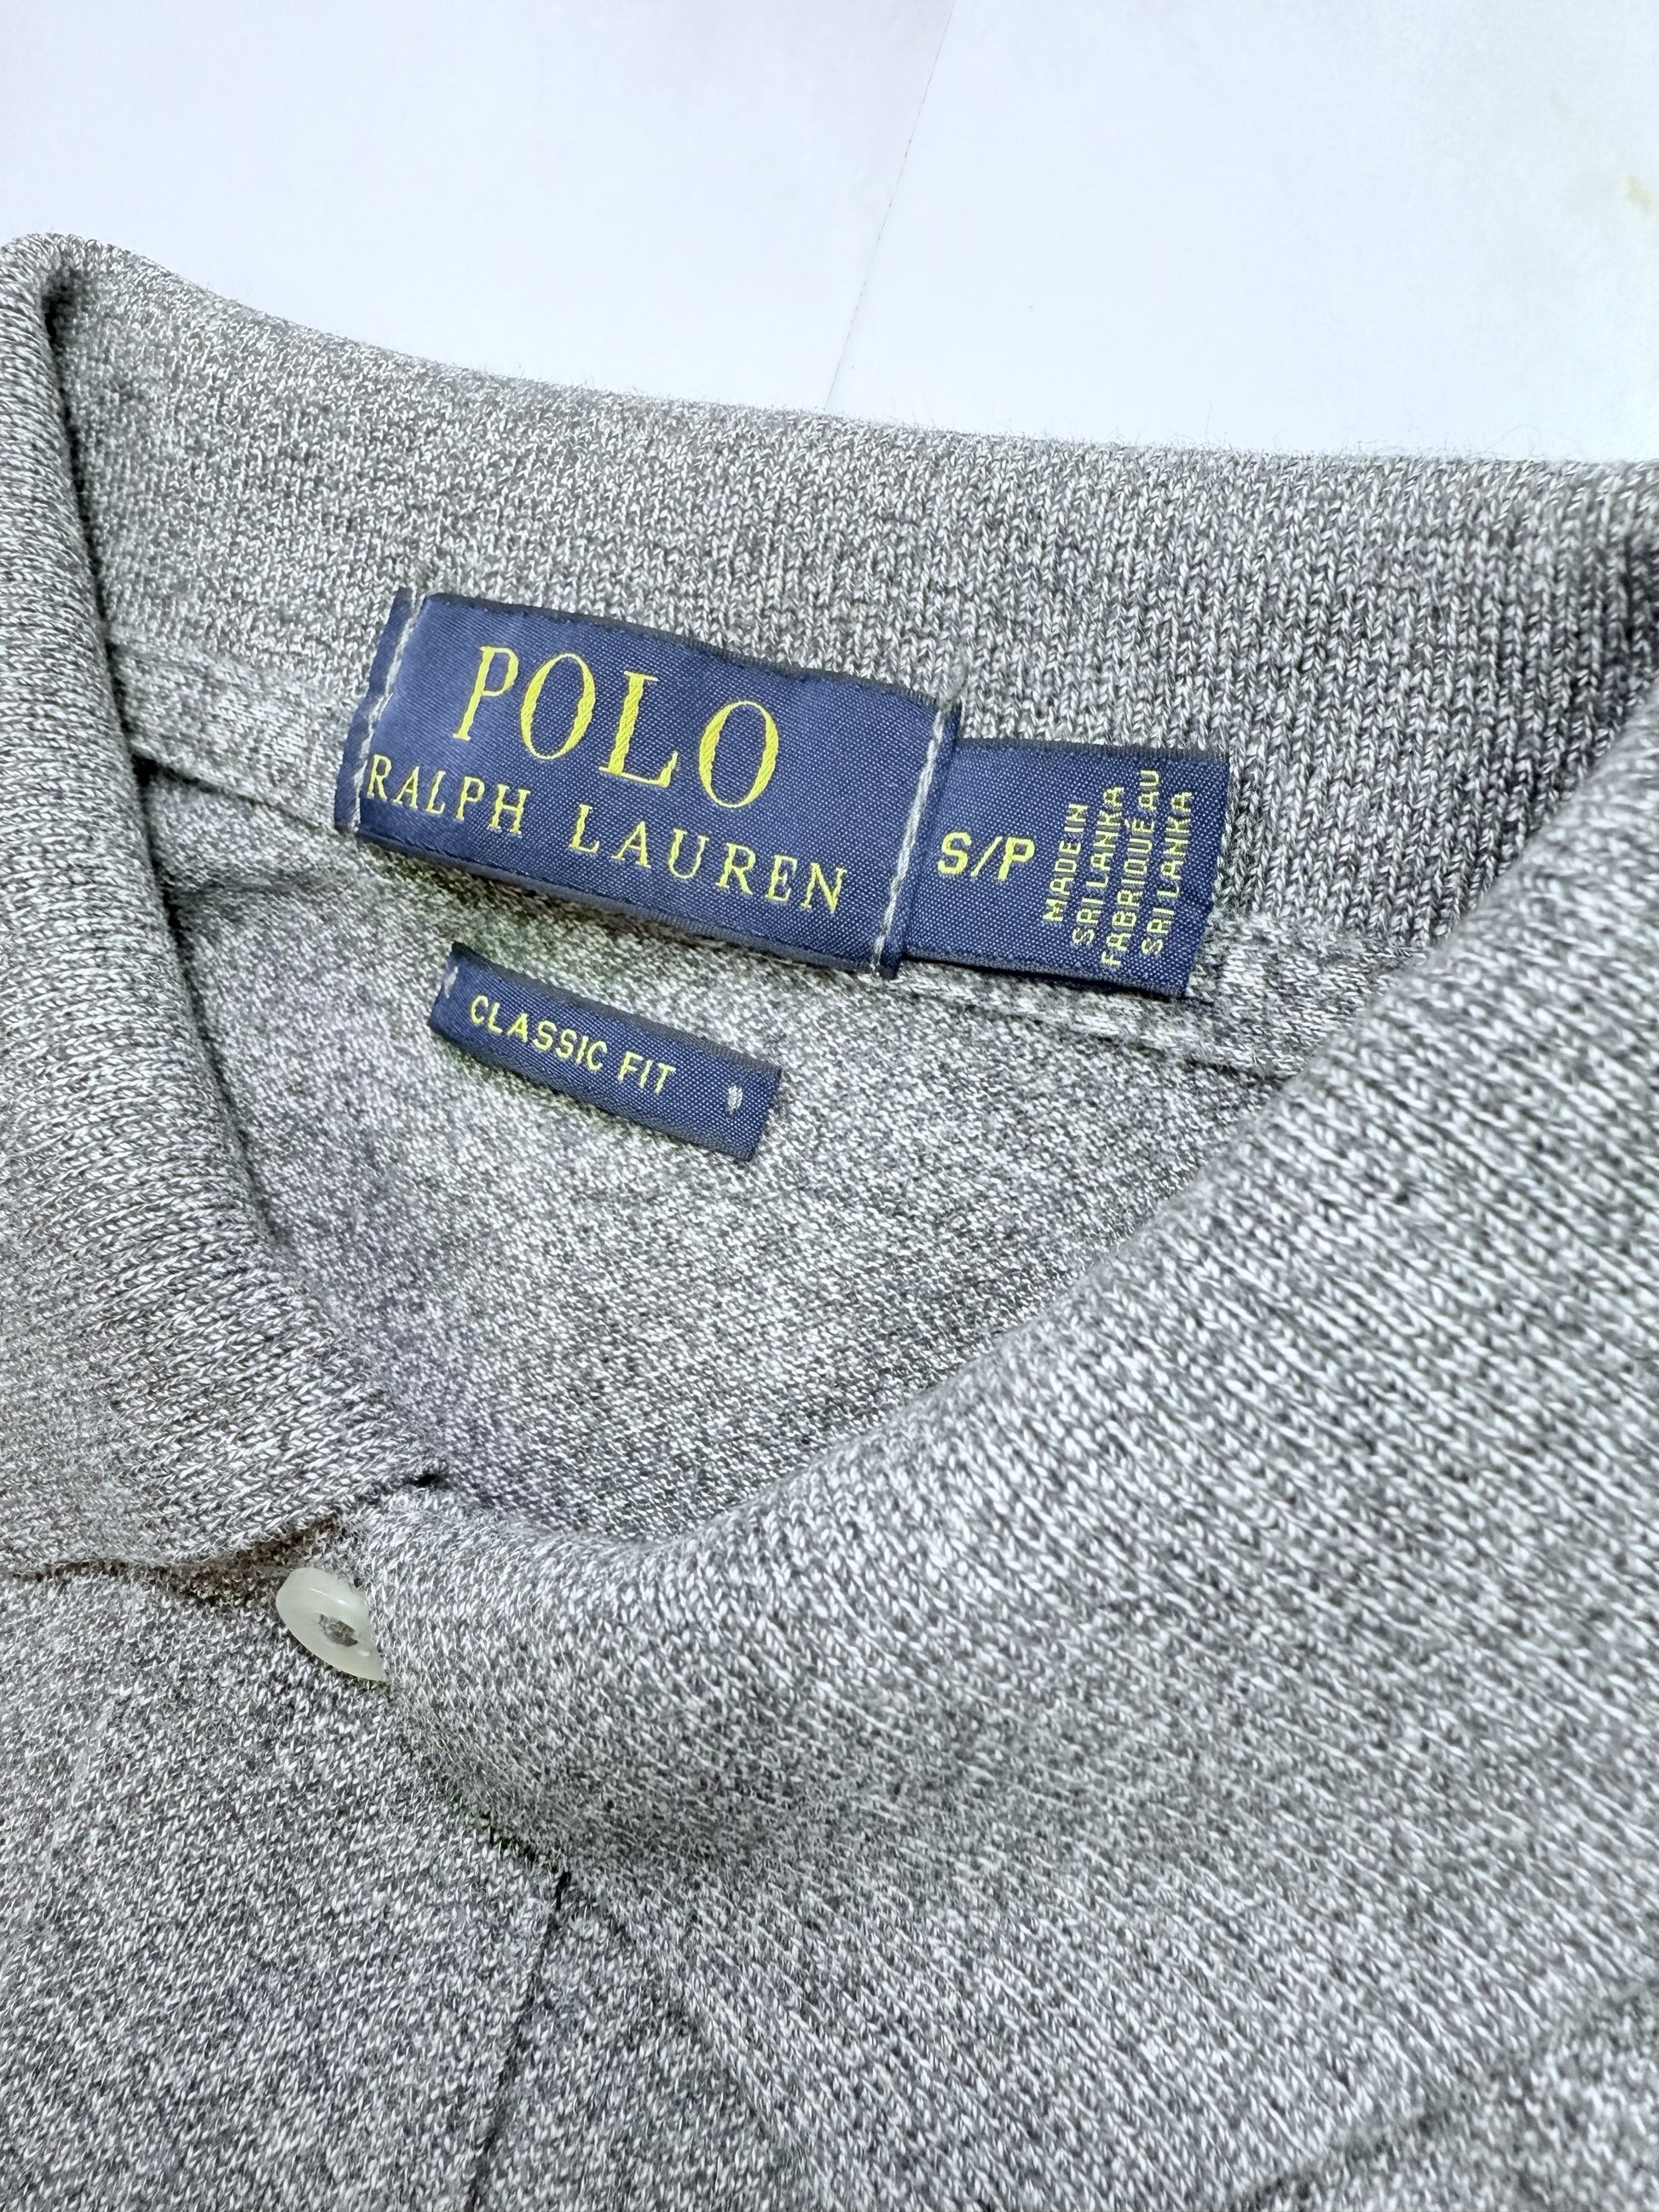 POLO
RALPH LAUREN
S/P
MADE IN
SRI LANKA
FABRIQUÉ AU
SRI LANKA
CLASSIC FIT